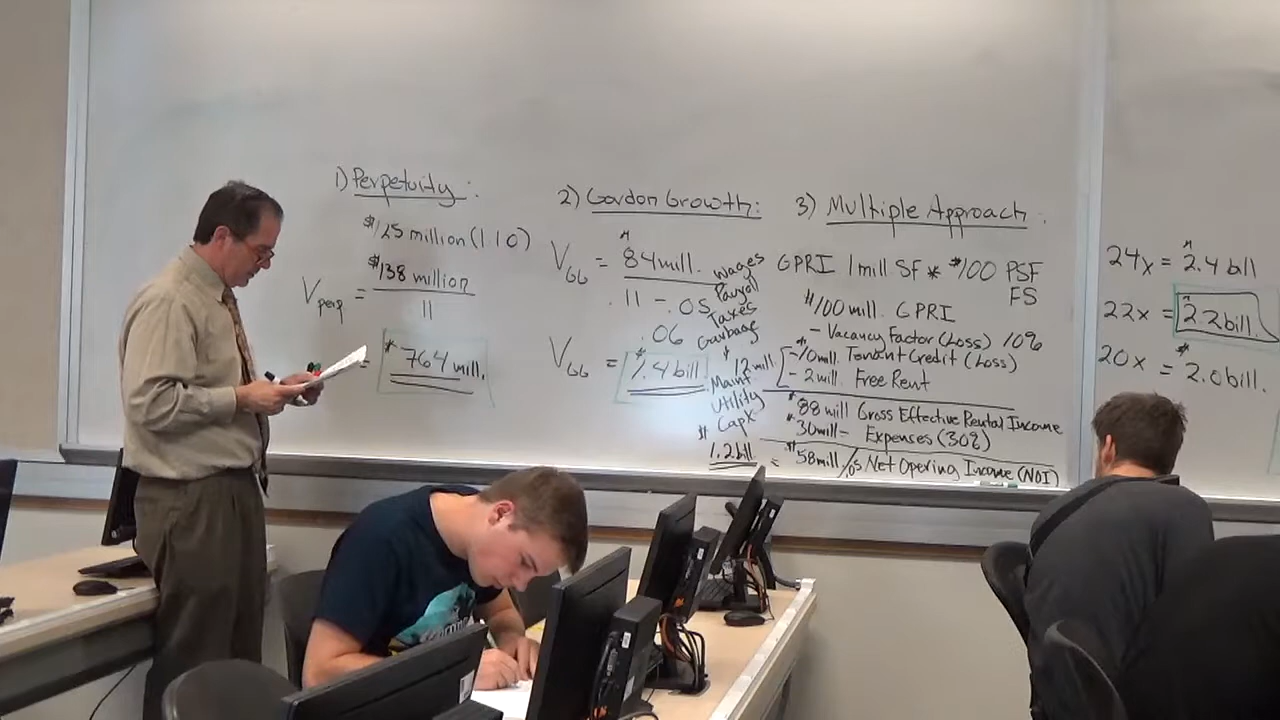 1) Perpetuity:
$125 million (1.10)
Vperp = $138 million
11
= $764 mill.
2) Gordon Growth:
VGG = $84 mill.
.11 - .05
.06
VGG = $1.4 bill
Wages
Payroll
Taxes
Garbage
$12 mill
Maint
Utility
CapX
$1.2 bill
3) Multiple Approach:
GPRI 1 mill SF * $100 PSF
FS
$100 mill. GPRI
- Vacancy Factor (Loss) 10%
$-10 mill. Tenant Credit (Loss)
- 2 mill. Free Rent
$88 mill Gross Effective Rental Income
$30 mill - Expenses (30%)
= $58 mill Net Opering Income (NOI)
24x = $2.4 bill
22x = $2.2 bill.
20x = $2.0 bill.